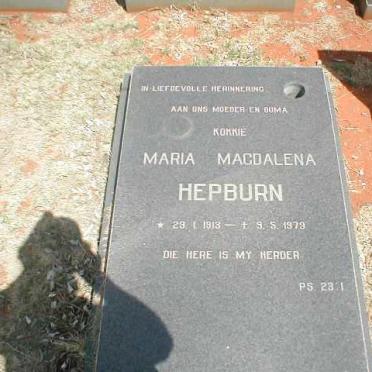 IN LIEFDEVOLLE HERINNERING
AAN ONS MOEDER EN OUMA
KOKKIE
MARIA MAGDALENA
HEPBURN
★ 29. 1. 1913 — † 9. 5. 1979
DIE HERE IS MY HERDER
PS. 23:1